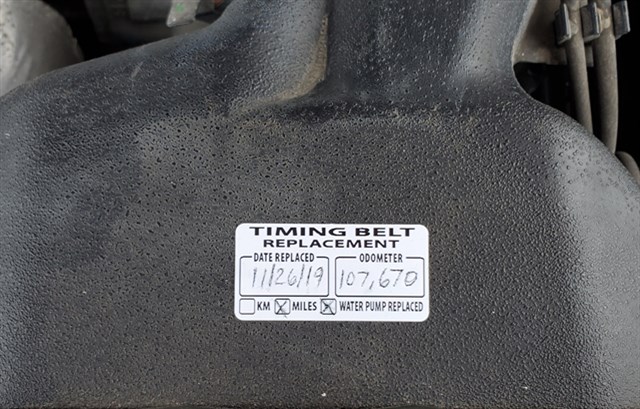 TIMING BELT
REPLACEMENT
DATE REPLACED ODOMETER
11/26/19 107,670
KM MILES WATER PUMP REPLACED